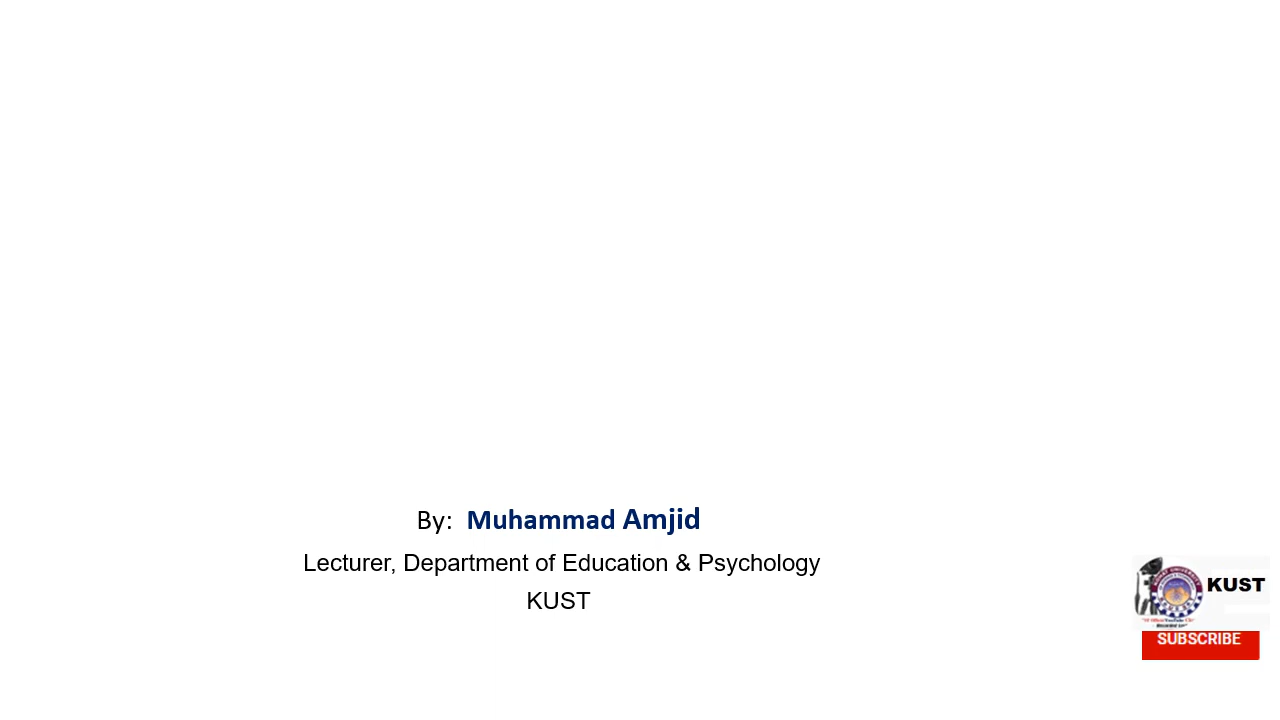 By: Muhammad Amjid
Lecturer, Department of Education & Psychology
KUST
KUST
SUBSCRIBE